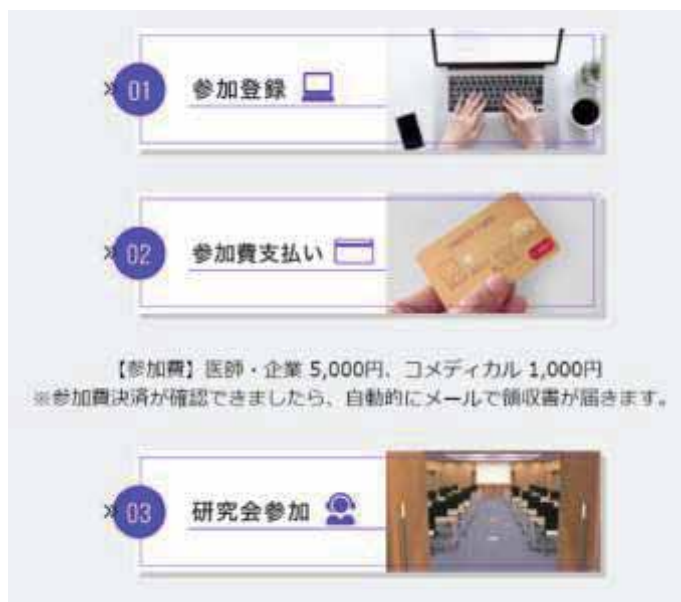 01
参加登録
02
参加費支払い
【参加費】医師・企業 5,000円、コメディカル 1,000円
※参加費決済が確認できましたら、自動的にメールで領収書が届きます。
03
研究会参加